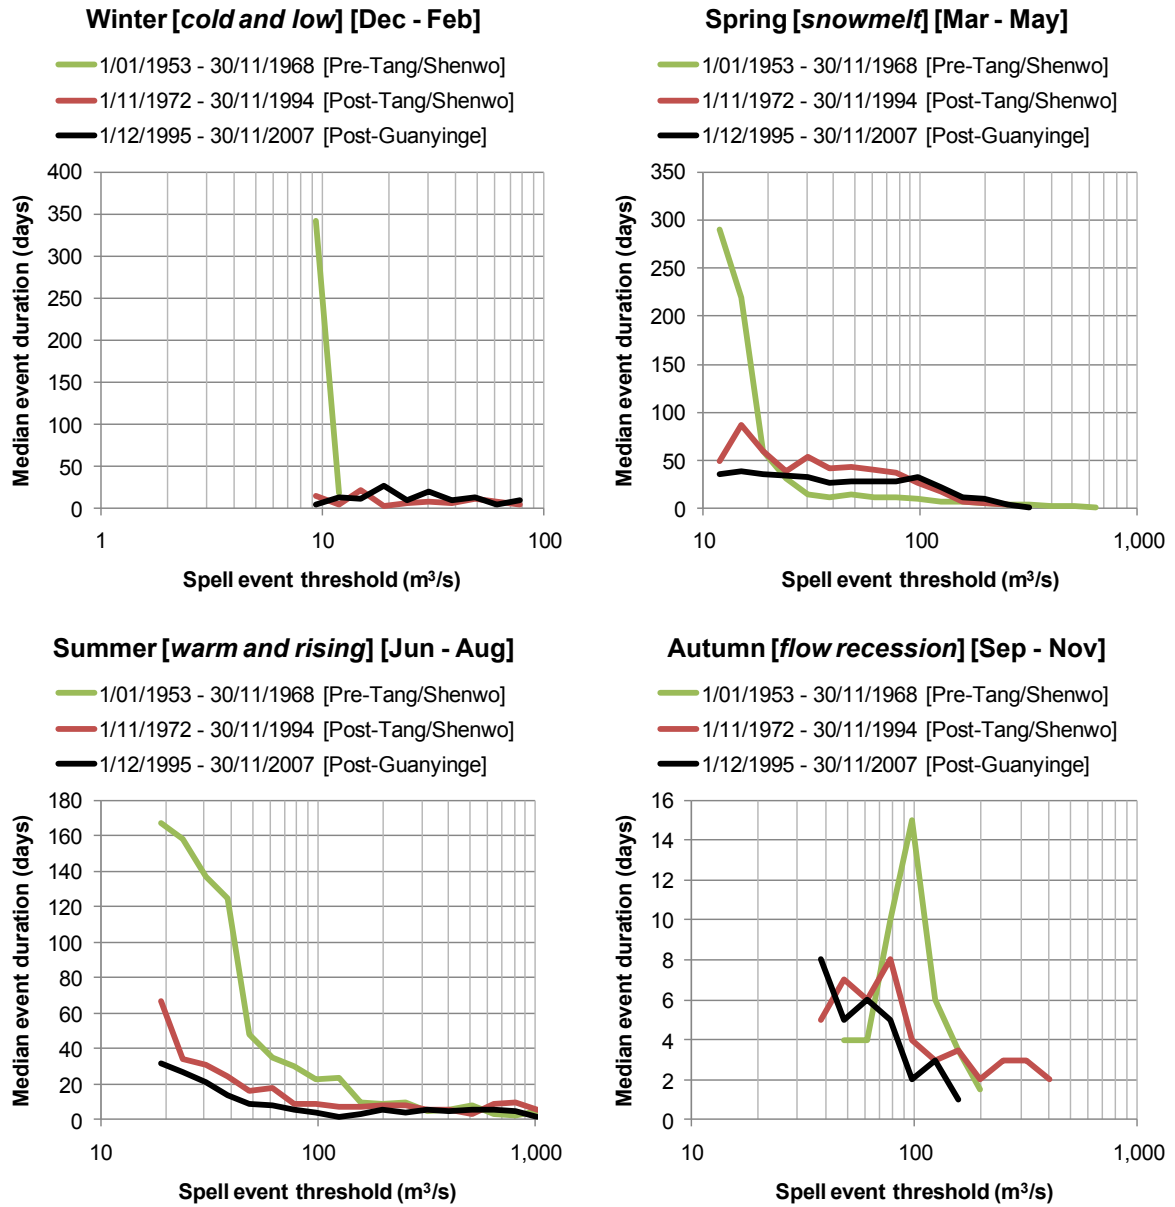 Winter [cold and low] [Dec - Feb]
1/01/1953 - 30/11/1968 [Pre-Tang/Shenwo]
1/11/1972 - 30/11/1994 [Post-Tang/Shenwo]
1/12/1995 - 30/11/2007 [Post-Guanyinge]
Median event duration (days)
400
350
300
250
200
150
100
50
0
1 10 100
Spell event threshold (m³/s)
Spring [snowmelt] [Mar - May]
1/01/1953 - 30/11/1968 [Pre-Tang/Shenwo]
1/11/1972 - 30/11/1994 [Post-Tang/Shenwo]
1/12/1995 - 30/11/2007 [Post-Guanyinge]
Median event duration (days)
350
300
250
200
150
100
50
0
10 100 1,000
Spell event threshold (m³/s)
Summer [warm and rising] [Jun - Aug]
1/01/1953 - 30/11/1968 [Pre-Tang/Shenwo]
1/11/1972 - 30/11/1994 [Post-Tang/Shenwo]
1/12/1995 - 30/11/2007 [Post-Guanyinge]
Median event duration (days)
180
160
140
120
100
80
60
40
20
0
10 100 1,000
Spell event threshold (m³/s)
Autumn [flow recession] [Sep - Nov]
1/01/1953 - 30/11/1968 [Pre-Tang/Shenwo]
1/11/1972 - 30/11/1994 [Post-Tang/Shenwo]
1/12/1995 - 30/11/2007 [Post-Guanyinge]
Median event duration (days)
16
14
12
10
8
6
4
2
0
10 100 1,000
Spell event threshold (m³/s)